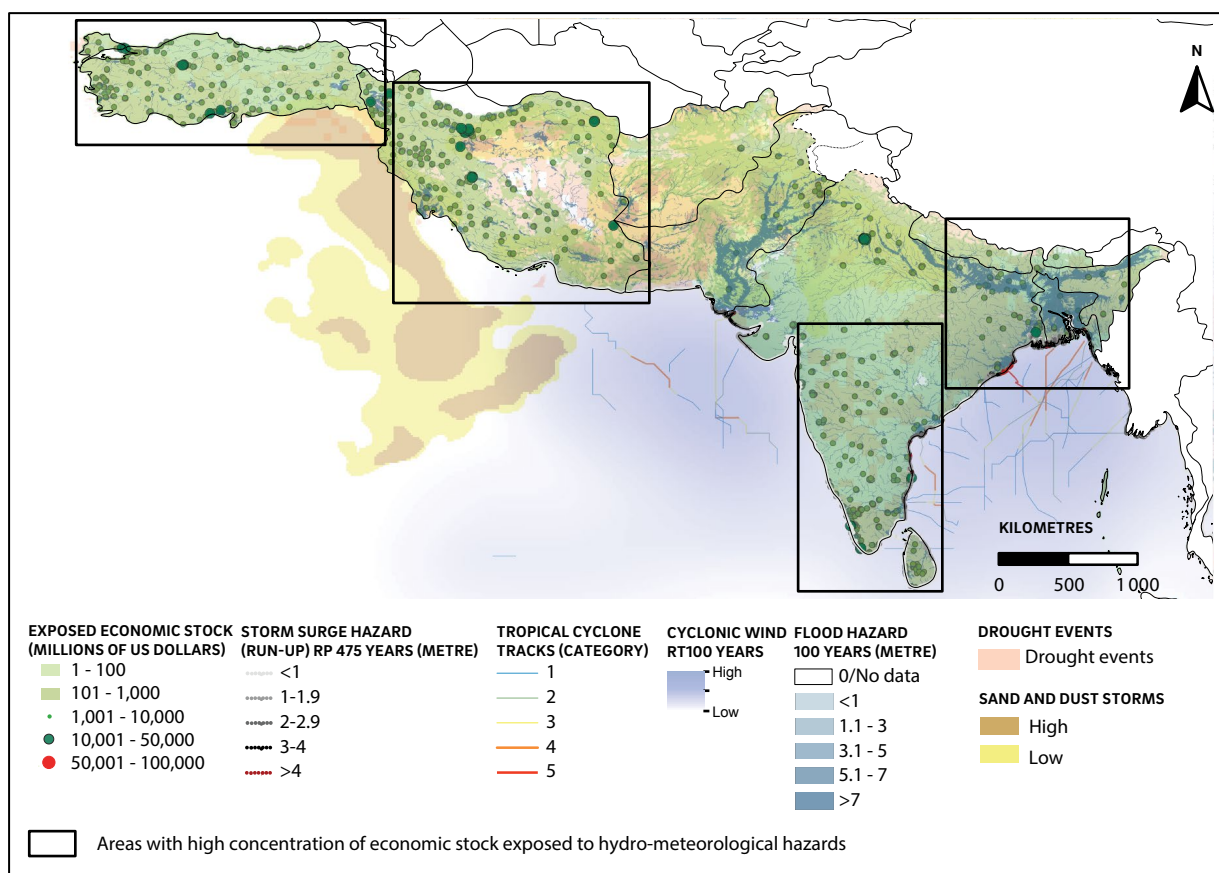 N
KILOMETRES
0 500 1 000
EXPOSED ECONOMIC STOCK
(MILLIONS OF US DOLLARS)
1 - 100
101 - 1,000
1,001 - 10,000
10,001 - 50,000
50,001 - 100,000
STORM SURGE HAZARD
(RUN-UP) RP 475 YEARS (METRE)
<1
1-1.9
2-2.9
3-4
>4
TROPICAL CYCLONE
TRACKS (CATEGORY)
1
2
3
4
5
CYCLONIC WIND
RT100 YEARS
High
Low
FLOOD HAZARD
100 YEARS (METRE)
0/No data
<1
1.1 - 3
3.1 - 5
5.1 - 7
>7
DROUGHT EVENTS
Drought events
SAND AND DUST STORMS
High
Low
Areas with high concentration of economic stock exposed to hydro-meteorological hazards